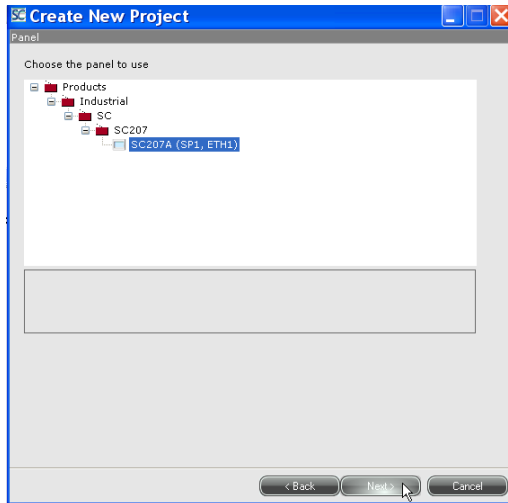 SC Create New Project
Panel
Choose the panel to use
Products
Industrial
SC
SC207
SC207A (SP1, ETH1)
< Back Next > Cancel